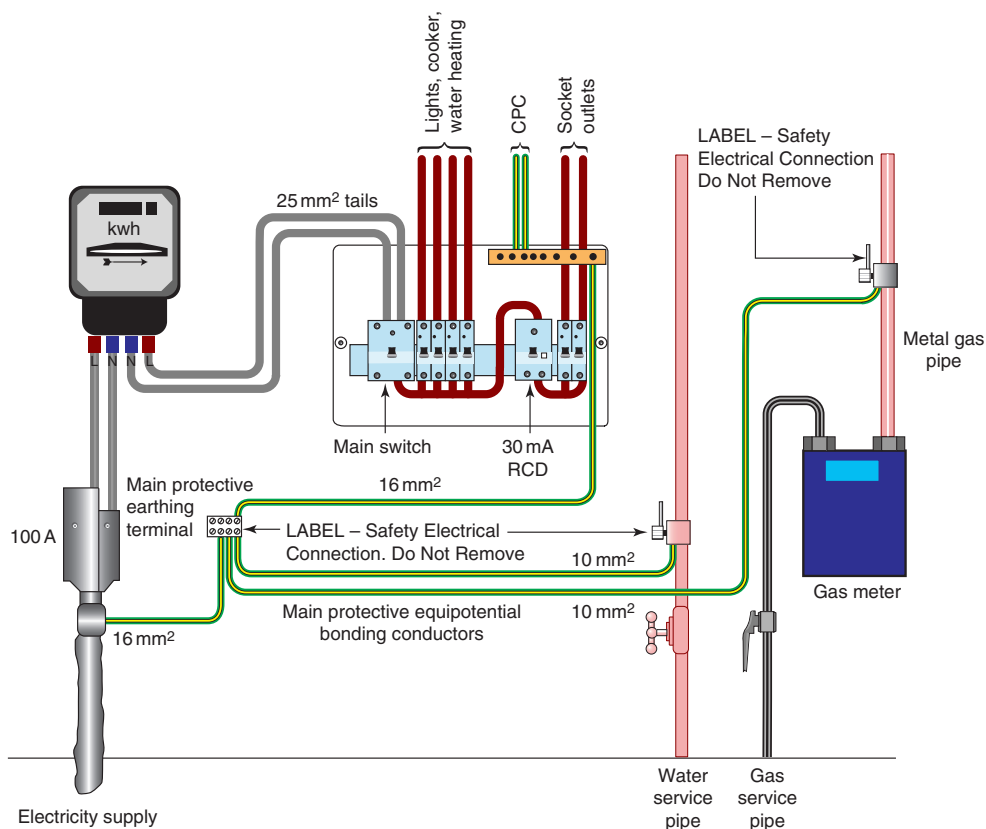 Lights, cooker,
water heating
CPC
Socket
outlets
LABEL – Safety
Electrical Connection
Do Not Remove
25 mm² tails
kwh
L N N L
Metal gas
pipe
Main switch
30 mA
RCD
16 mm²
Main protective
earthing
terminal
100 A
LABEL – Safety Electrical
Connection. Do Not Remove
10 mm²
Gas meter
Main protective equipotential
bonding conductors
10 mm²
16 mm²
Water
service
pipe
Gas
service
pipe
Electricity supply